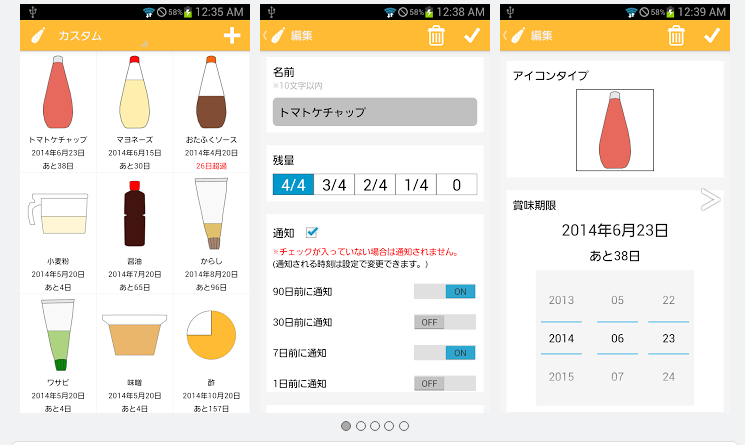 58% 12:35 AM
カスタム
トマトケチャップ
2014年6月23日
あと38日
マヨネーズ
2014年6月15日
あと30日
おたふくソース
2014年4月20日
26日超過
小麦粉
2014年5月20日
あと4日
醤油
2014年7月20日
あと65日
からし
2014年8月20日
あと96日
ワサビ
2014年5月20日
あと4日
味噌
2014年5月20日
あと4日
酢
2014年10月20日
あと157日
58% 12:38 AM
編集
名前
※10文字以内
トマトケチャップ
残量
4/4 3/4 2/4 1/4 0
通知
※チェックが入っていない場合は通知されません。
(通知される時刻は設定で変更できます。)
90日前に通知 ON
30日前に通知 OFF
7日前に通知 ON
1日前に通知 OFF
58% 12:39 AM
編集
アイコンタイプ
賞味期限
2014年6月23日
あと38日
2013 05 22
2014 06 23
2015 07 24